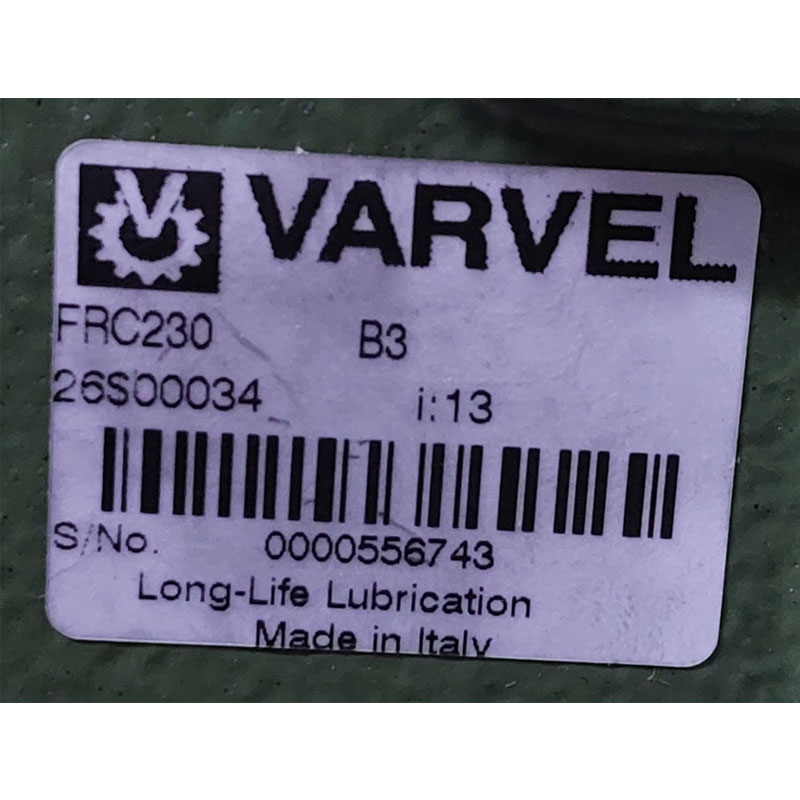 VARVEL
FRC230 B3
26S00034 i:13
S/No. 0000556743
Long-Life Lubrication
Made in Italy